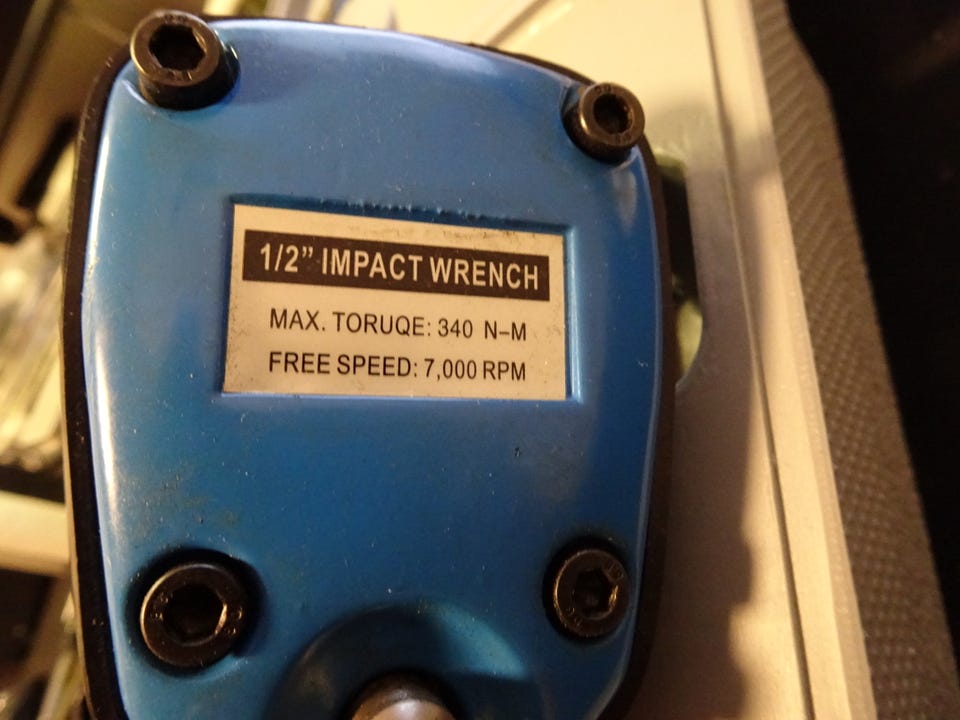 1/2” IMPACT WRENCH
MAX. TORUQE: 340 N–M
FREE SPEED: 7,000 RPM